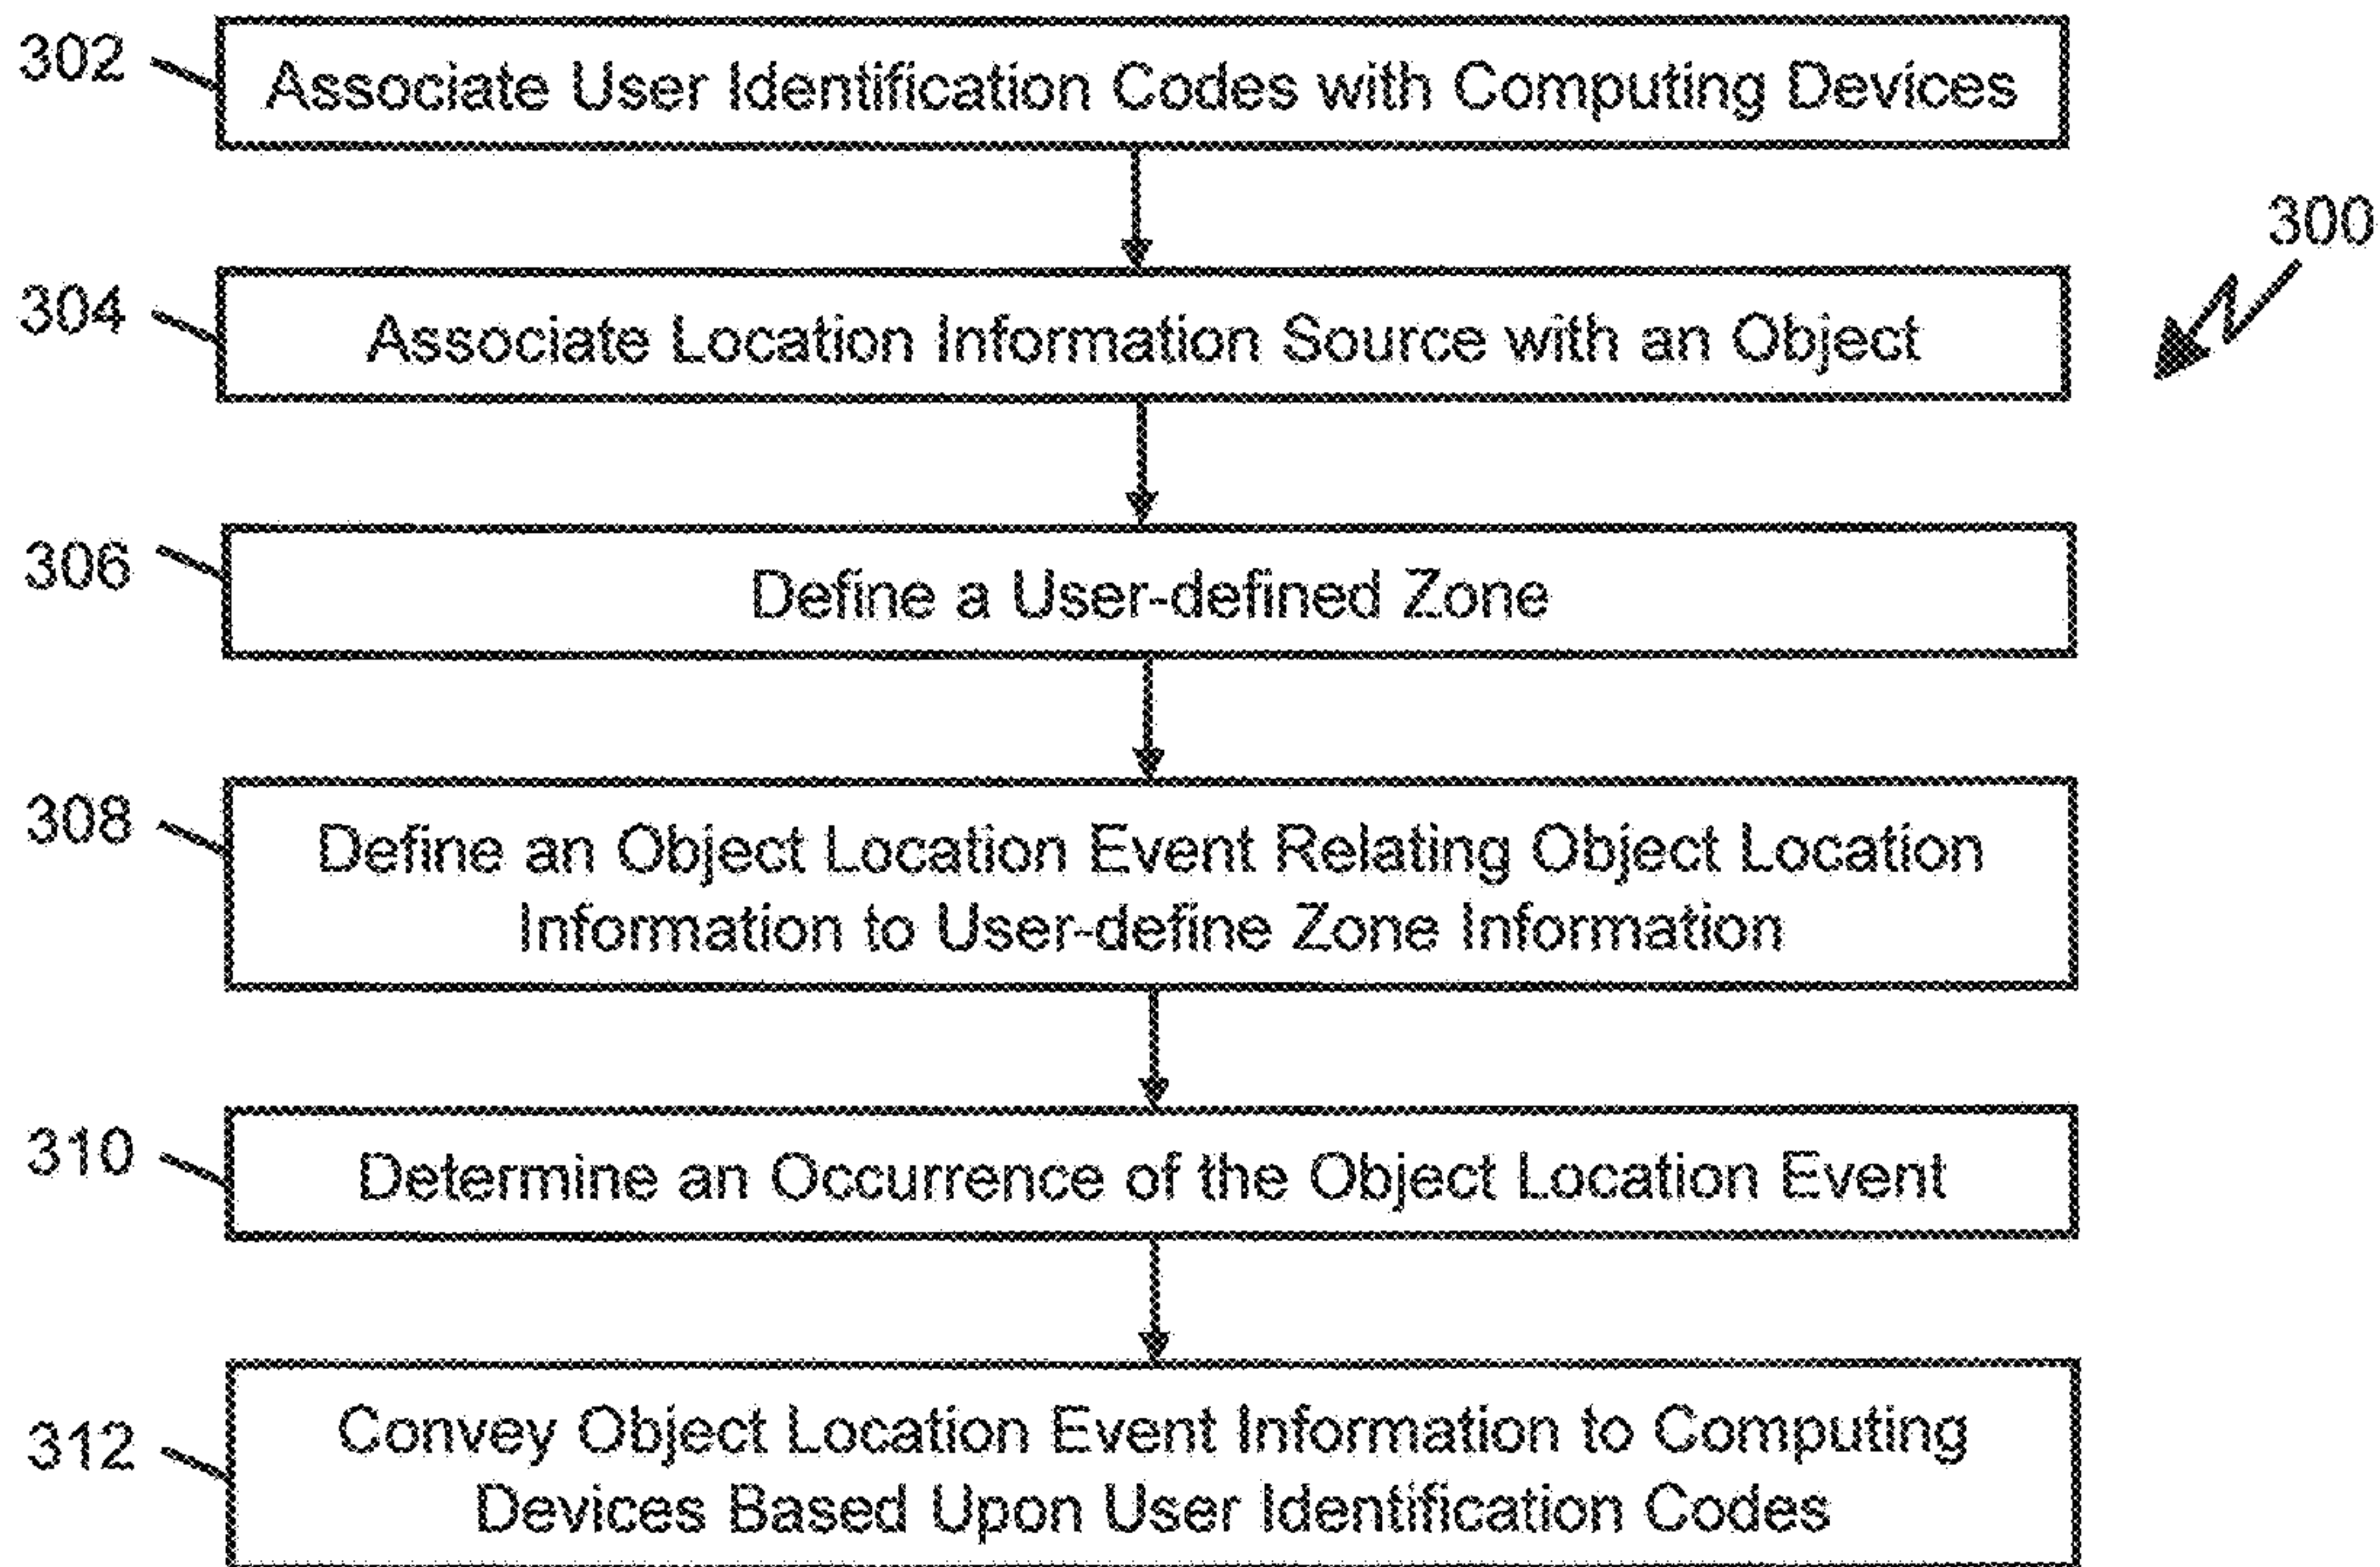 302
Associate User Identification Codes with Computing Devices
300
304
Associate Location Information Source with an Object
306
Define a User-defined Zone
308
Define an Object Location Event Relating Object Location
Information to User-define Zone Information
310
Determine an Occurrence of the Object Location Event
312
Convey Object Location Event Information to Computing
Devices Based Upon User Identification Codes